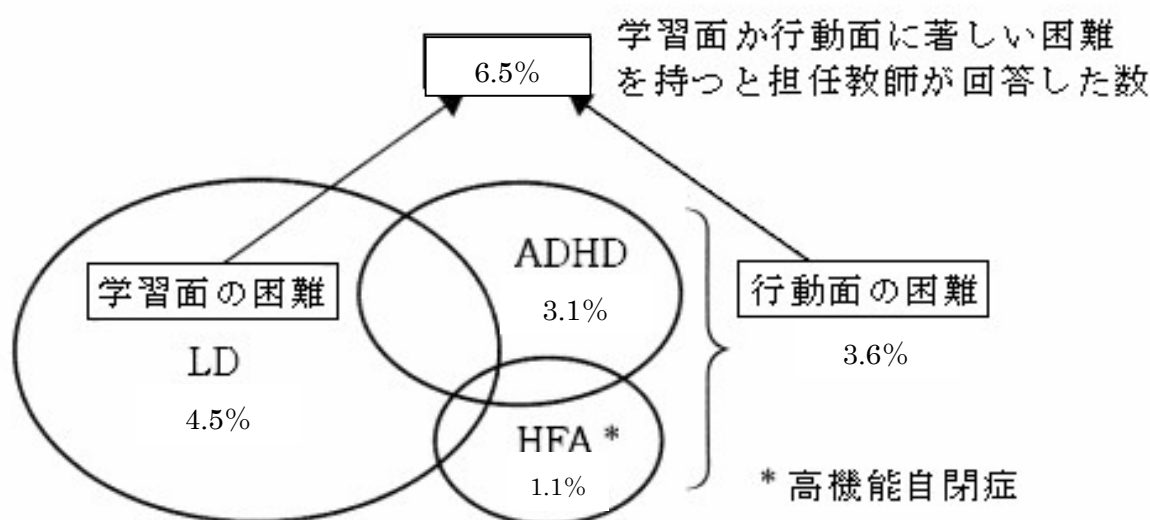 6.5%
学習面か行動面に著しい困難
を持つと担任教師が回答した数
学習面の困難
LD
4.5%
ADHD
3.1%
HFA *
1.1%
行動面の困難
3.6%
* 高機能自閉症